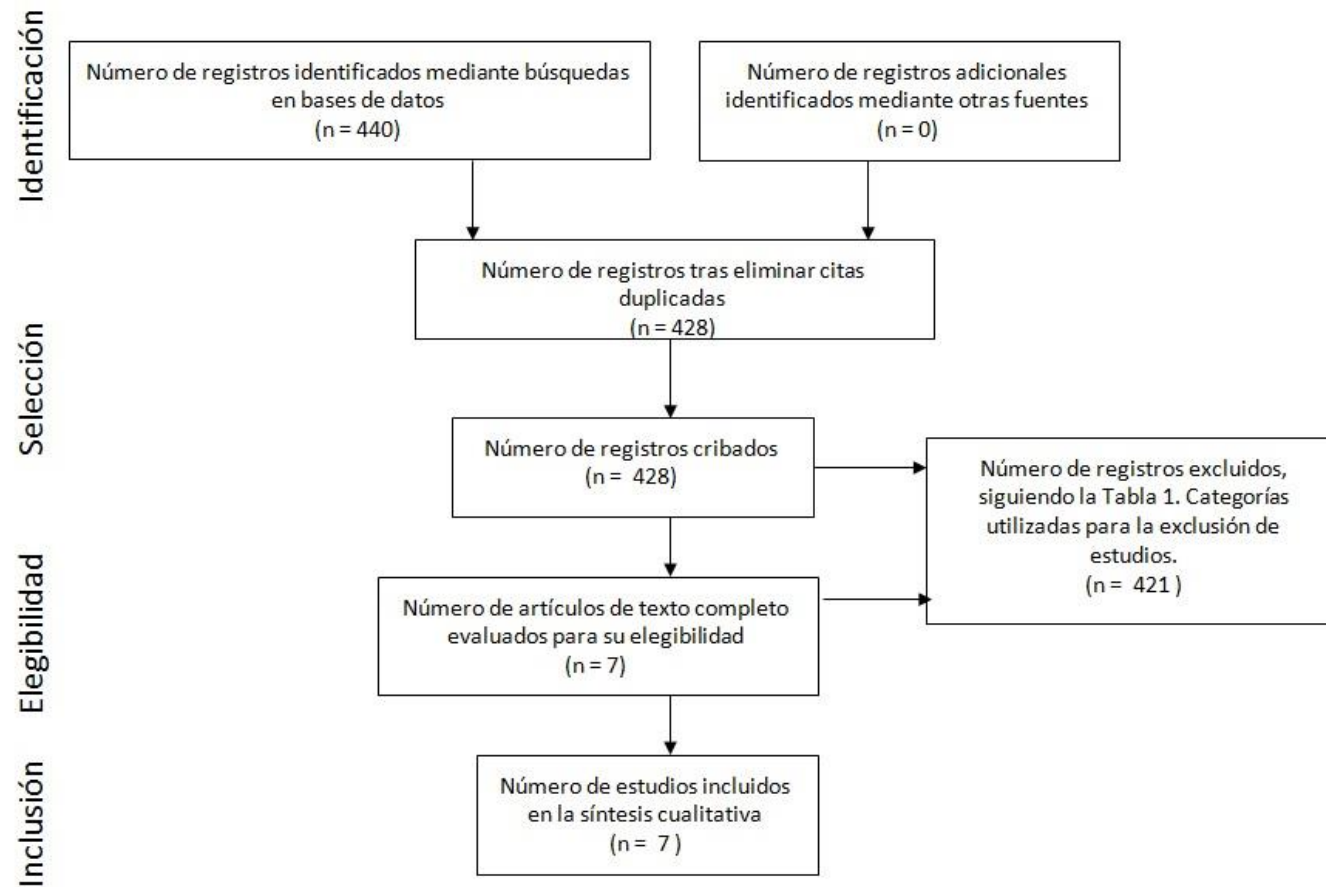 Identificación
Número de registros identificados mediante búsquedas
en bases de datos
(n = 440)
Número de registros adicionales
identificados mediante otras fuentes
(n = 0)
Número de registros tras eliminar citas
duplicadas
(n = 428)
Selección
Número de registros cribados
(n = 428)
Número de registros excluidos,
siguiendo la Tabla 1. Categorías
utilizadas para la exclusión de
estudios.
(n = 421 )
Elegibilidad
Número de artículos de texto completo
evaluados para su elegibilidad
(n = 7)
Inclusión
Número de estudios incluidos
en la síntesis cualitativa
(n = 7 )